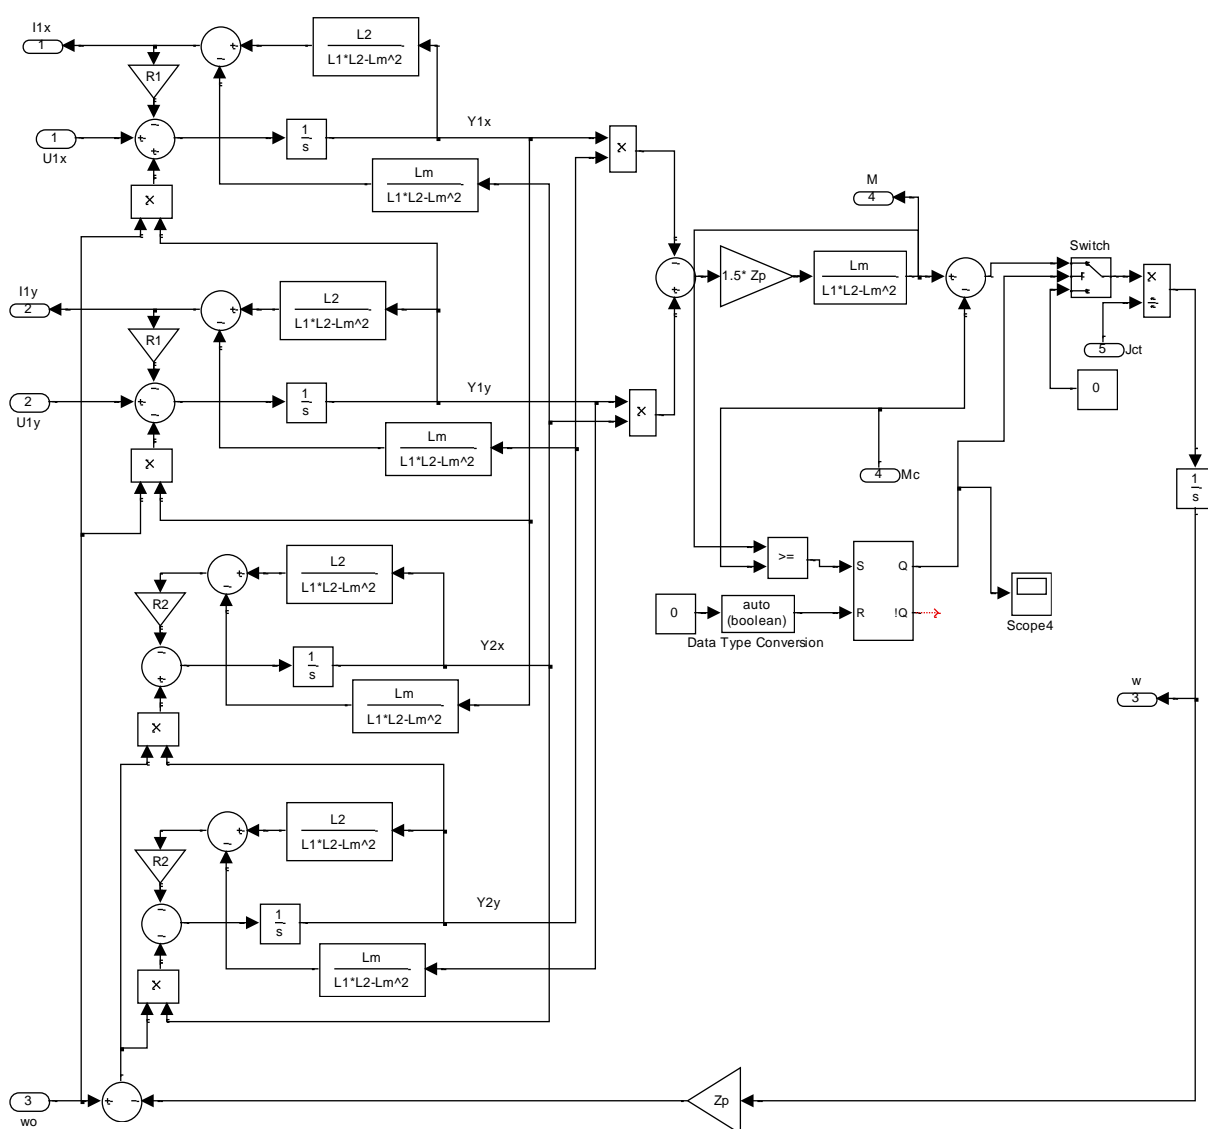 I1x
1
L2
L1*L2-Lm^2
R1
1
U1x
1
s
Y1x
x
Lm
L1*L2-Lm^2
x
M
4
I1y
2
L2
L1*L2-Lm^2
R1
1.5* Zp
Lm
L1*L2-Lm^2
Switch
x
÷
5
Jct
0
2
U1y
1
s
Y1y
x
Lm
L1*L2-Lm^2
x
4
Mc
1
s
L2
L1*L2-Lm^2
R2
>=
S
Q
R
!Q
0
auto
(boolean)
Data Type Conversion
Scope4
1
s
Y2x
Lm
L1*L2-Lm^2
x
w
3
L2
L1*L2-Lm^2
R2
1
s
Y2y
Lm
L1*L2-Lm^2
x
3
wo
Zp